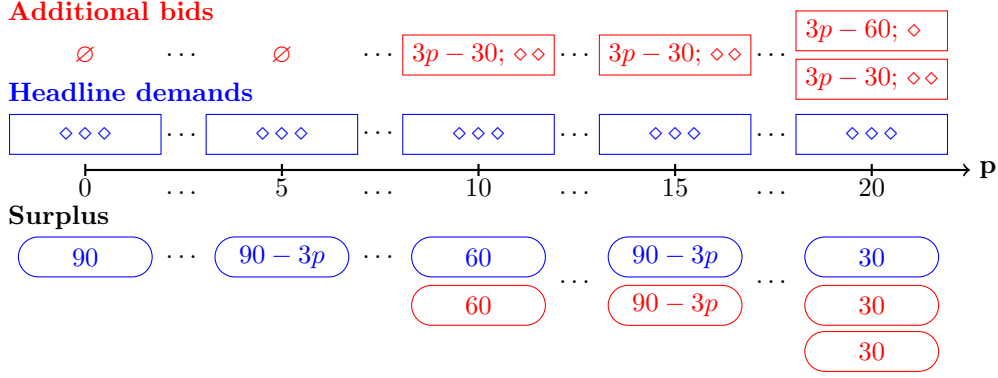 Additional bids
∅ ... ∅ ... 3p − 30; ⋄⋄ ... 3p − 30; ⋄⋄ ... 3p − 60; ⋄
3p − 30; ⋄⋄
Headline demands
⋄⋄⋄ ... ⋄⋄⋄ ... ⋄⋄⋄ ... ⋄⋄⋄ ... ⋄⋄⋄
p
0 ... 5 ... 10 ... 15 ... 20
Surplus
90 ... 90 − 3p ... 60 90 − 3p 30
... ...
60 90 − 3p 30
30